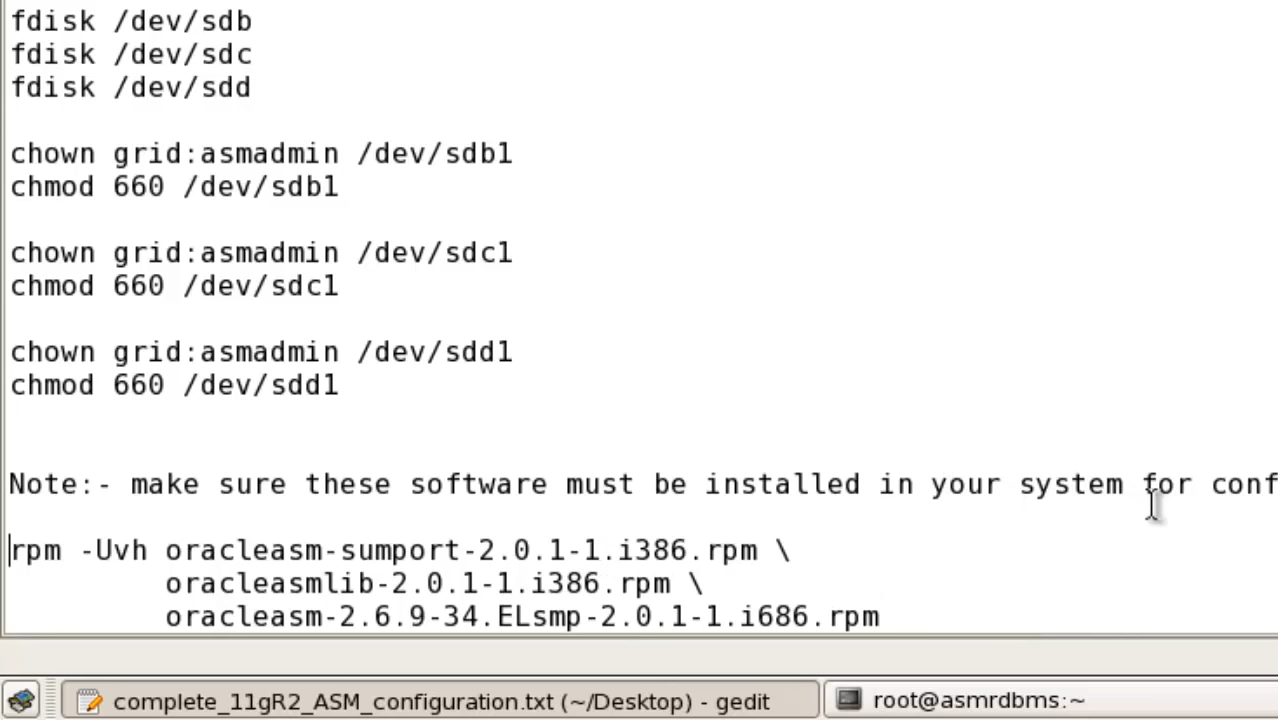 fdisk /dev/sdb
fdisk /dev/sdc
fdisk /dev/sdd
chown grid:asmadmin /dev/sdb1
chmod 660 /dev/sdb1
chown grid:asmadmin /dev/sdc1
chmod 660 /dev/sdc1
chown grid:asmadmin /dev/sdd1
chmod 660 /dev/sdd1
Note:- make sure these software must be installed in your system for conf
rpm -Uvh oracleasm-sumport-2.0.1-1.i386.rpm \
oracleasmlib-2.0.1-1.i386.rpm \
oracleasm-2.6.9-34.ELsmp-2.0.1-1.i686.rpm
complete_11gR2_ASM_configuration.txt (~/Desktop) - gedit
root@asmrdbms:~